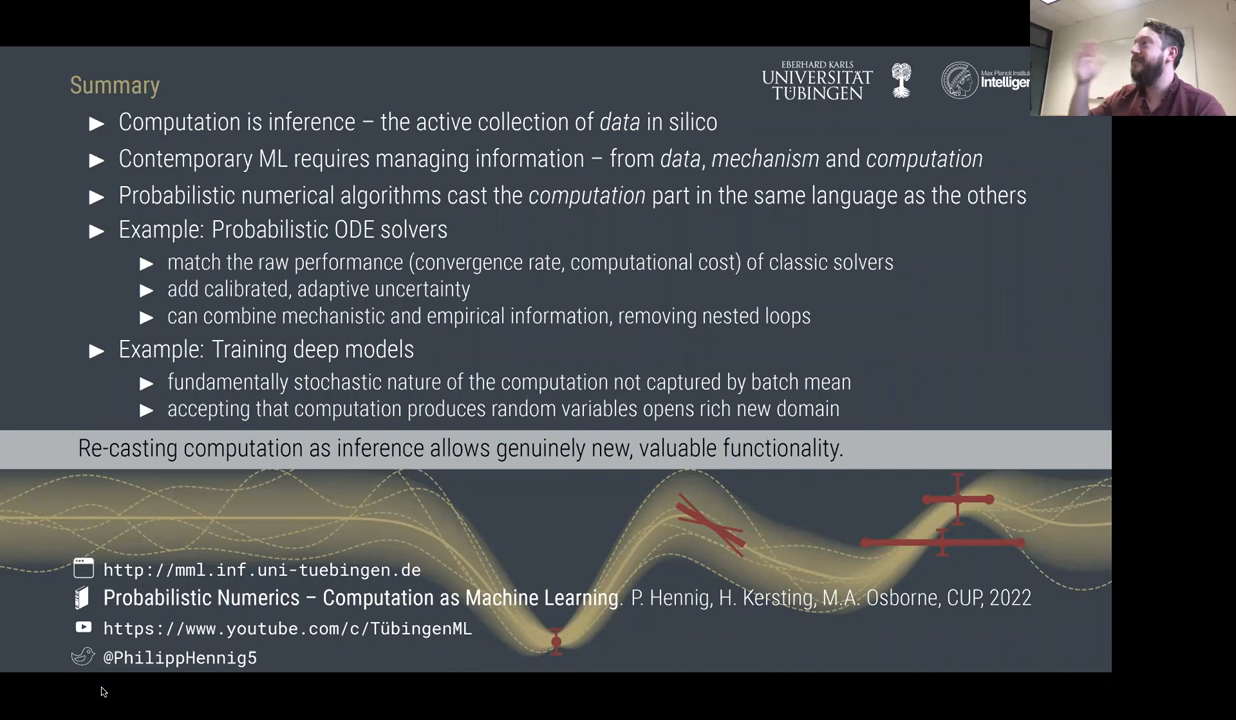 Summary
EBERHARD KARLS
UNIVERSITÄT
TÜBINGEN
Max Planck Institut
Intelligen
► Computation is inference – the active collection of data in silico
► Contemporary ML requires managing information – from data, mechanism and computation
► Probabilistic numerical algorithms cast the computation part in the same language as the others
► Example: Probabilistic ODE solvers
► match the raw performance (convergence rate, computational cost) of classic solvers
► add calibrated, adaptive uncertainty
► can combine mechanistic and empirical information, removing nested loops
► Example: Training deep models
► fundamentally stochastic nature of the computation not captured by batch mean
► accepting that computation produces random variables opens rich new domain
Re-casting computation as inference allows genuinely new, valuable functionality.
http://mml.inf.uni-tuebingen.de
Probabilistic Numerics – Computation as Machine Learning. P. Hennig, H. Kersting, M.A. Osborne, CUP, 2022
https://www.youtube.com/c/TübingenML
@PhilippHennig5